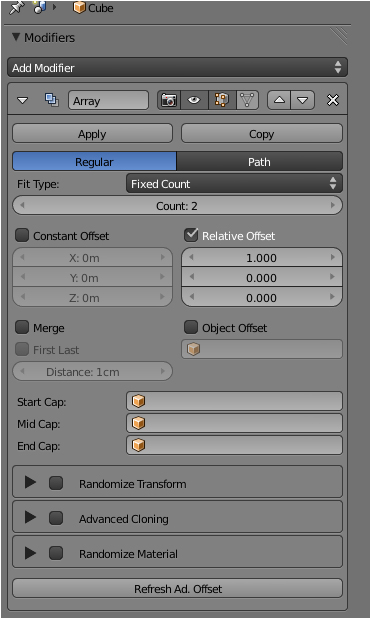 Cube
Modifiers
Add Modifier
Array
Apply Copy
Regular Path
Fit Type: Fixed Count
Count: 2
Constant Offset Relative Offset
X: 0m 1.000
Y: 0m 0.000
Z: 0m 0.000
Merge Object Offset
First Last
Distance: 1cm
Start Cap:
Mid Cap:
End Cap:
Randomize Transform
Advanced Cloning
Randomize Material
Refresh Ad. Offset